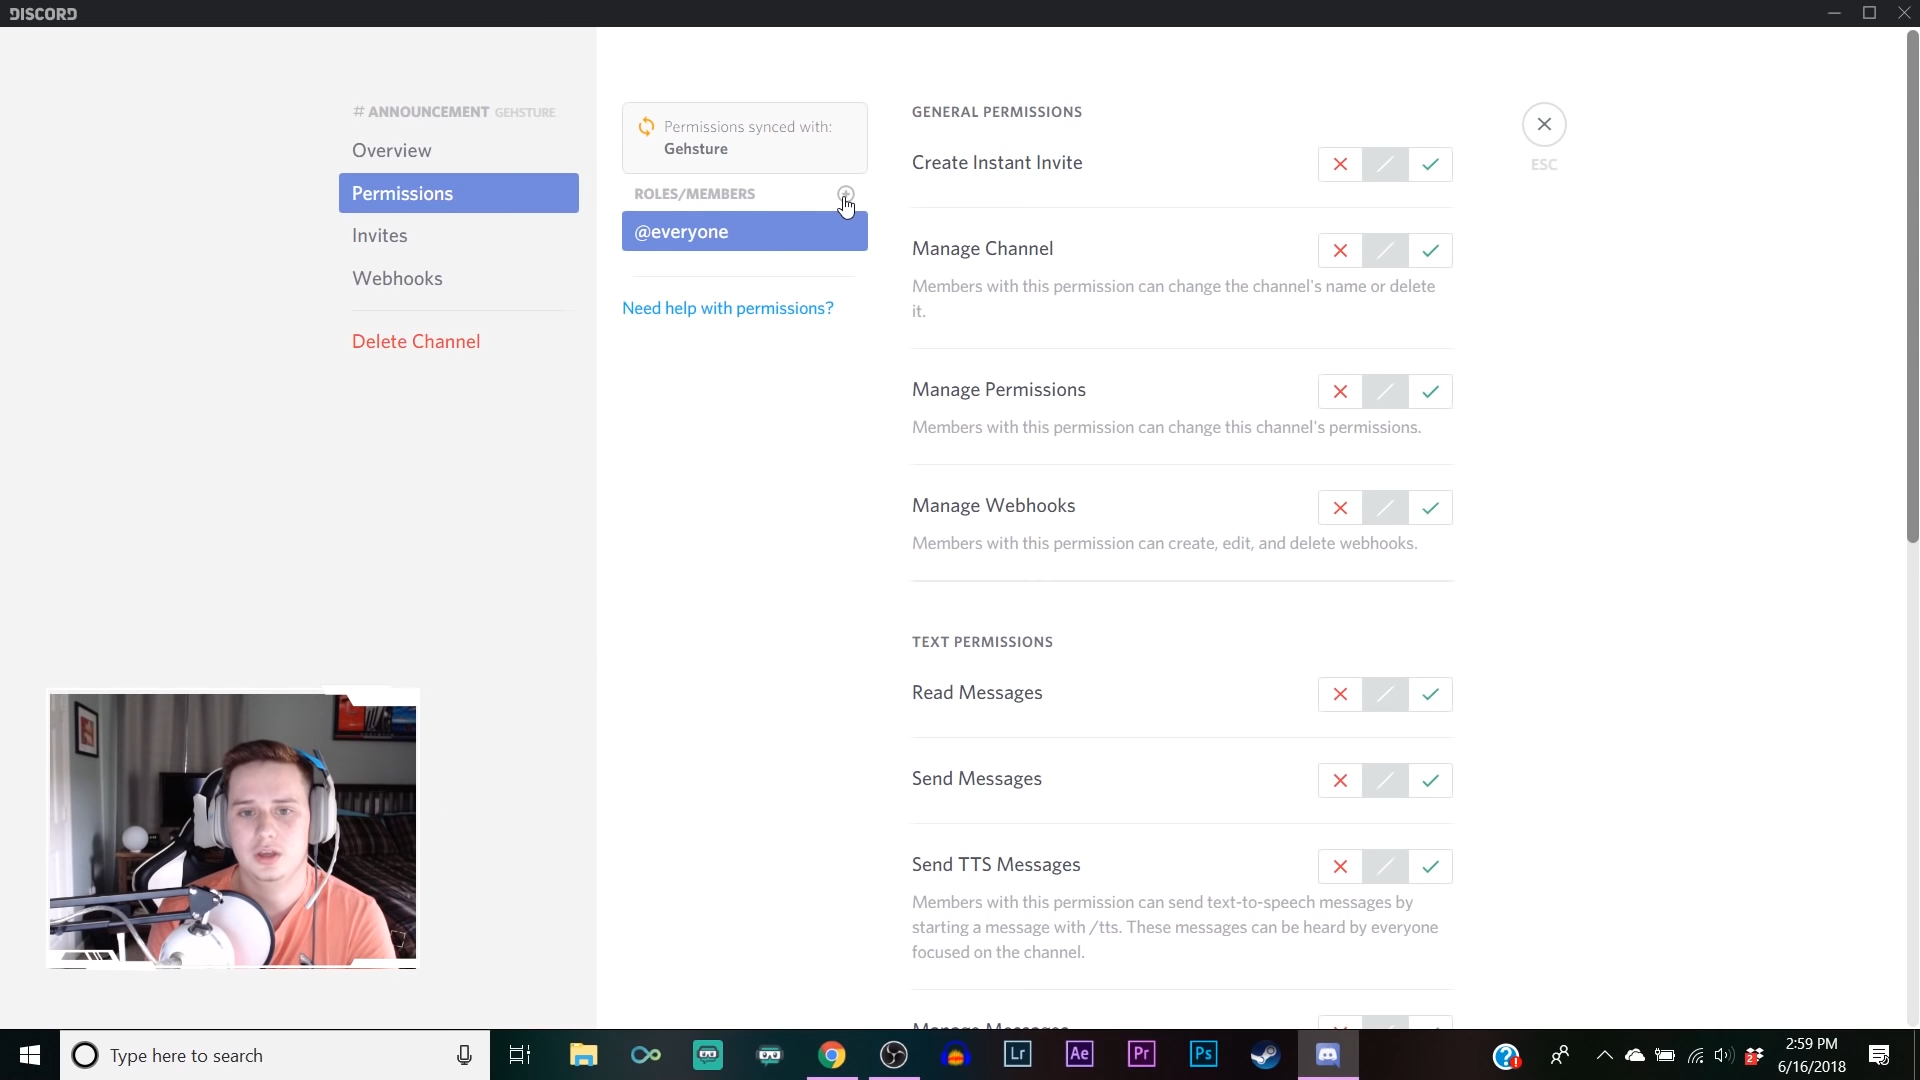 DISCORD
# ANNOUNCEMENT GEHSTURE
Overview
Permissions
Invites
Webhooks
Delete Channel
Permissions synced with:
Gehsture
ROLES/MEMBERS
@everyone
Need help with permissions?
GENERAL PERMISSIONS
Create Instant Invite
Manage Channel
Members with this permission can change the channel's name or delete
it.
Manage Permissions
Members with this permission can change this channel's permissions.
Manage Webhooks
Members with this permission can create, edit, and delete webhooks.
TEXT PERMISSIONS
Read Messages
Send Messages
Send TTS Messages
Members with this permission can send text-to-speech messages by
starting a message with /tts. These messages can be heard by everyone
focused on the channel.
Manage Messages
ESC
Type here to search
Lr
Ae
Pr
Ps
2:59 PM
6/16/2018